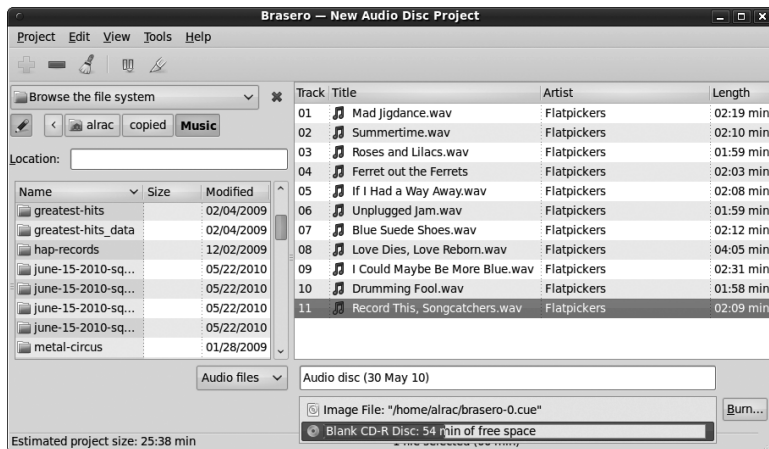 Brasero — New Audio Disc Project
Project Edit View Tools Help
Browse the file system
alrac copied Music
Location:
Name Size Modified
greatest-hits 02/04/2009
greatest-hits_data 02/04/2009
hap-records 12/02/2009
june-15-2010-sq... 05/22/2010
june-15-2010-sq... 05/22/2010
june-15-2010-sq... 05/22/2010
june-15-2010-sq... 05/22/2010
metal-circus 01/28/2009
Audio files
Track Title Artist Length
01 Mad Jigdance.wav Flatpickers 02:19 min
02 Summertime.wav Flatpickers 02:10 min
03 Roses and Lilacs.wav Flatpickers 01:59 min
04 Ferret out the Ferrets Flatpickers 02:03 min
05 If I Had a Way Away.wav Flatpickers 02:08 min
06 Unplugged Jam.wav Flatpickers 01:59 min
07 Blue Suede Shoes.wav Flatpickers 02:12 min
08 Love Dies, Love Reborn.wav Flatpickers 04:05 min
09 I Could Maybe Be More Blue.wav Flatpickers 02:31 min
10 Drumming Fool.wav Flatpickers 01:58 min
11 Record This, Songcatchers.wav Flatpickers 02:09 min
Audio disc (30 May 10)
Image File: "/home/alrac/brasero-0.cue"
Blank CD-R Disc: 54 min of free space
Burn...
Estimated project size: 25:38 min